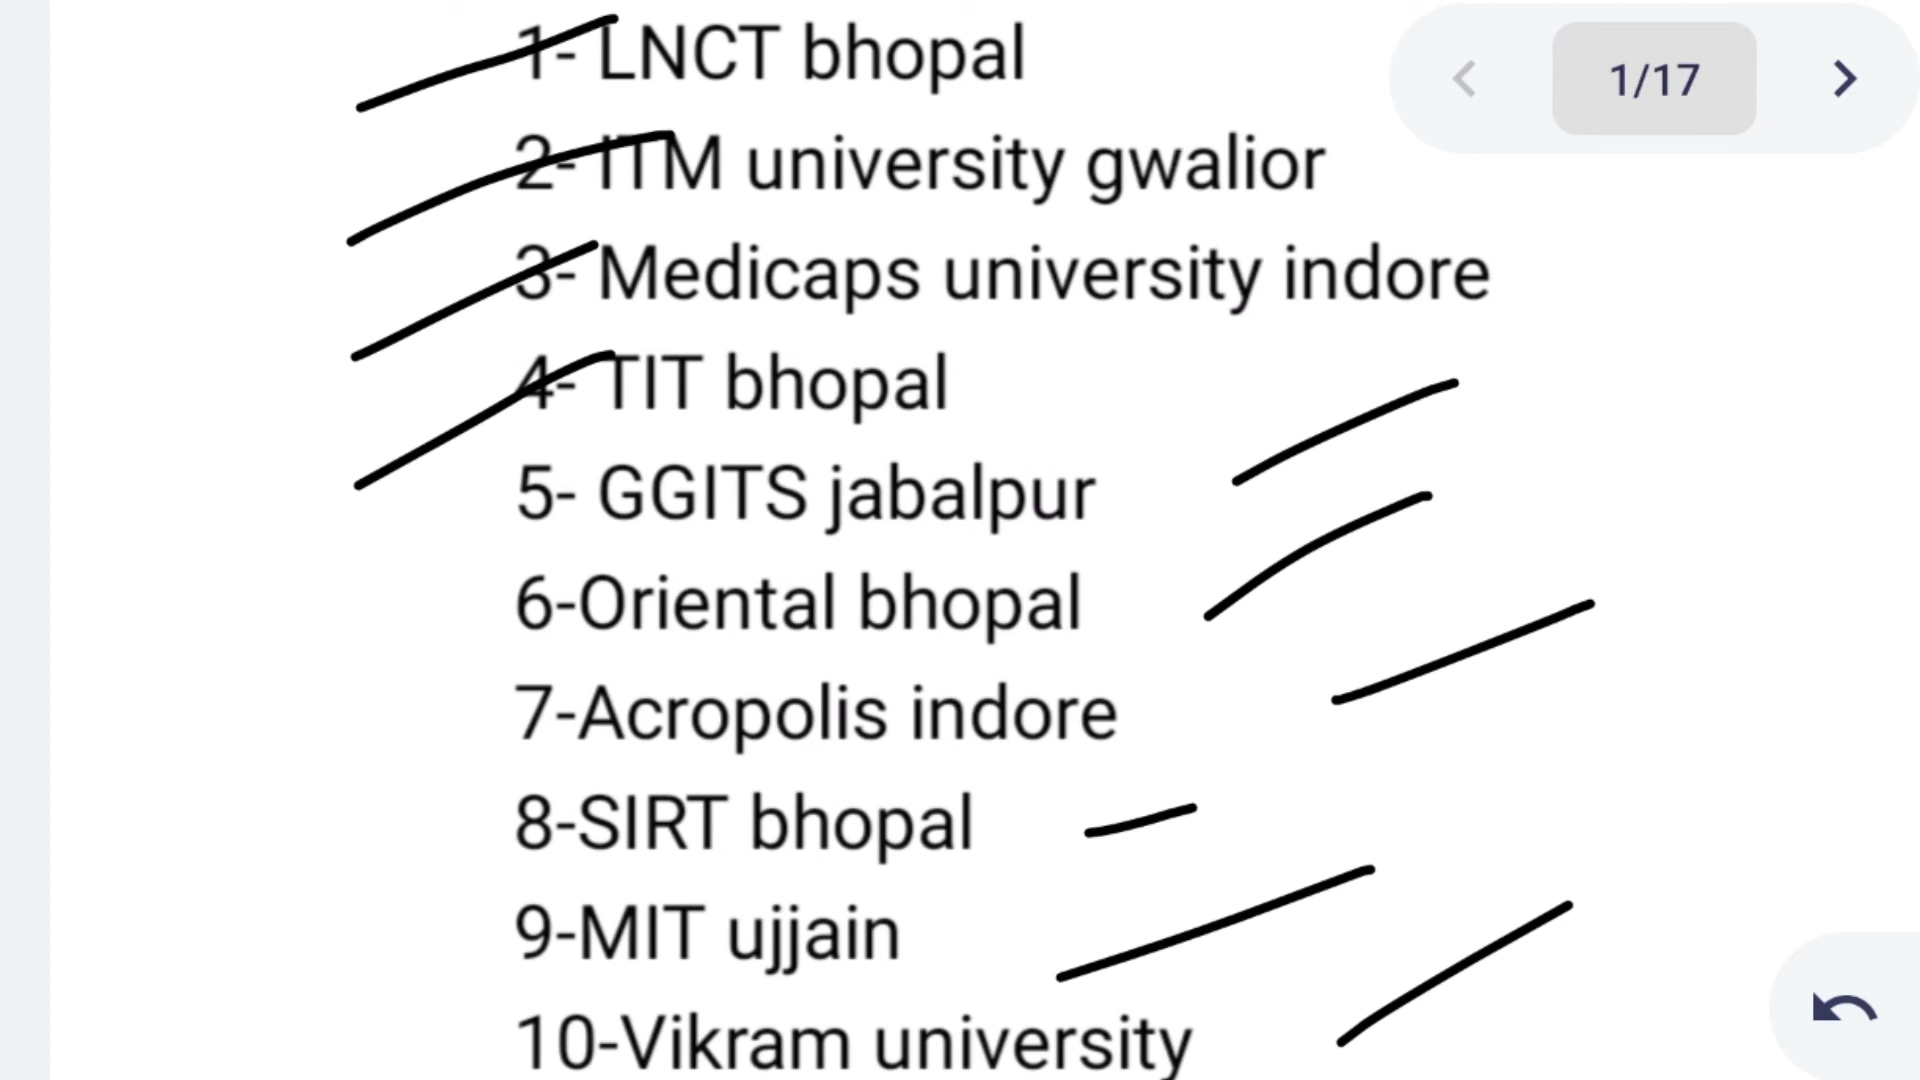 1- LNCT bhopal
1/17
2- ITM university gwalior
3- Medicaps university indore
4- TIT bhopal
5- GGITS jabalpur
6-Oriental bhopal
7-Acropolis indore
8-SIRT bhopal
9-MIT ujjain
10-Vikram university